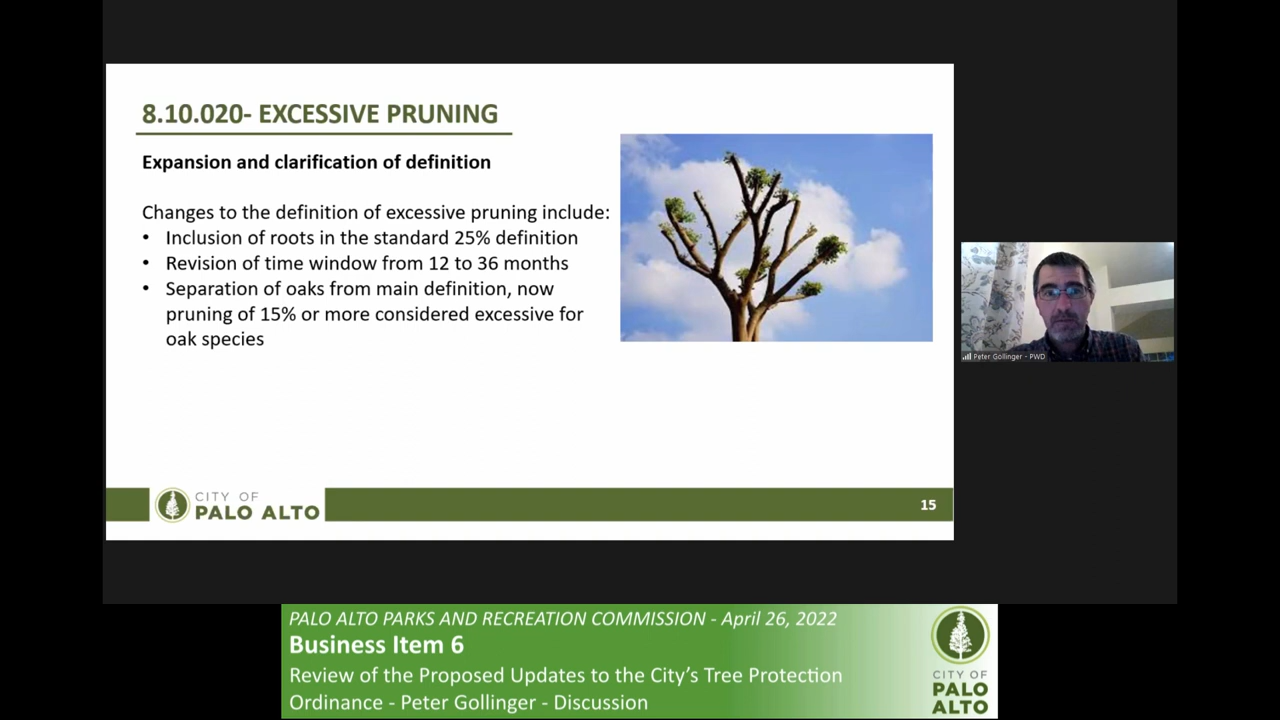 8.10.020- EXCESSIVE PRUNING
Expansion and clarification of definition
Changes to the definition of excessive pruning include:
• Inclusion of roots in the standard 25% definition
• Revision of time window from 12 to 36 months
• Separation of oaks from main definition, now
pruning of 15% or more considered excessive for
oak species
CITY OF
PALO ALTO
15
Peter Gollinger - PWD
PALO ALTO PARKS AND RECREATION COMMISSION - April 26, 2022
Business Item 6
Review of the Proposed Updates to the City's Tree Protection
Ordinance - Peter Gollinger - Discussion
CITY OF
PALO
ALTO